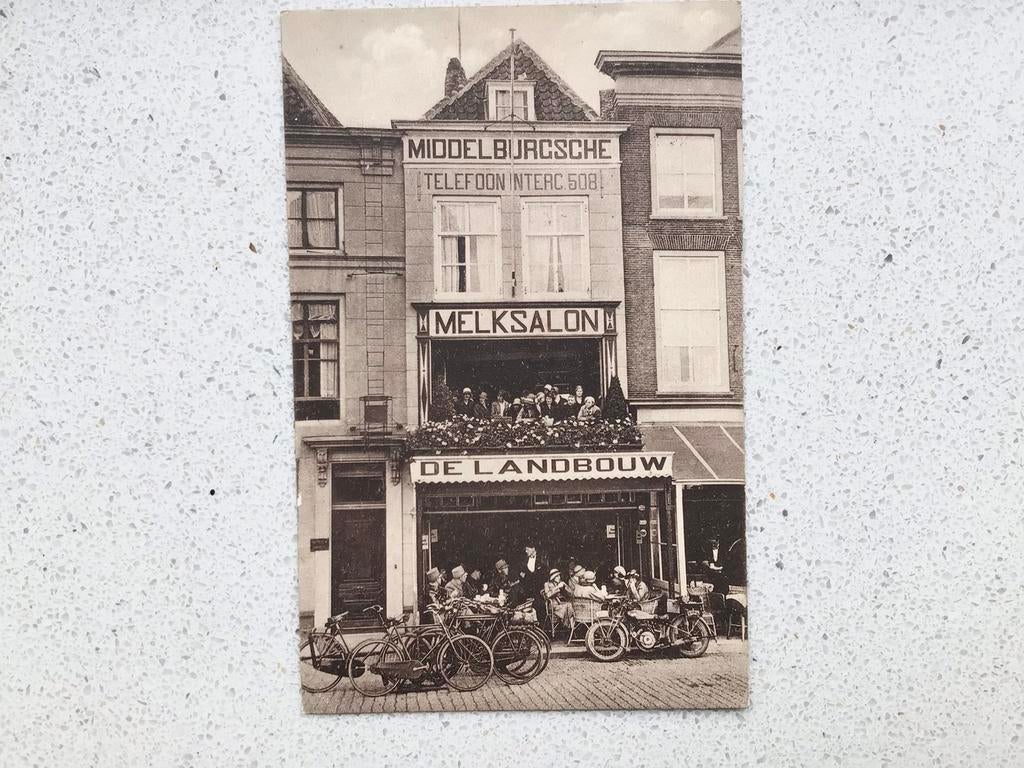 MIDDELBURGSCHE
TELEFOON INTERC. 508
MELKSALON
DE LANDBOUW